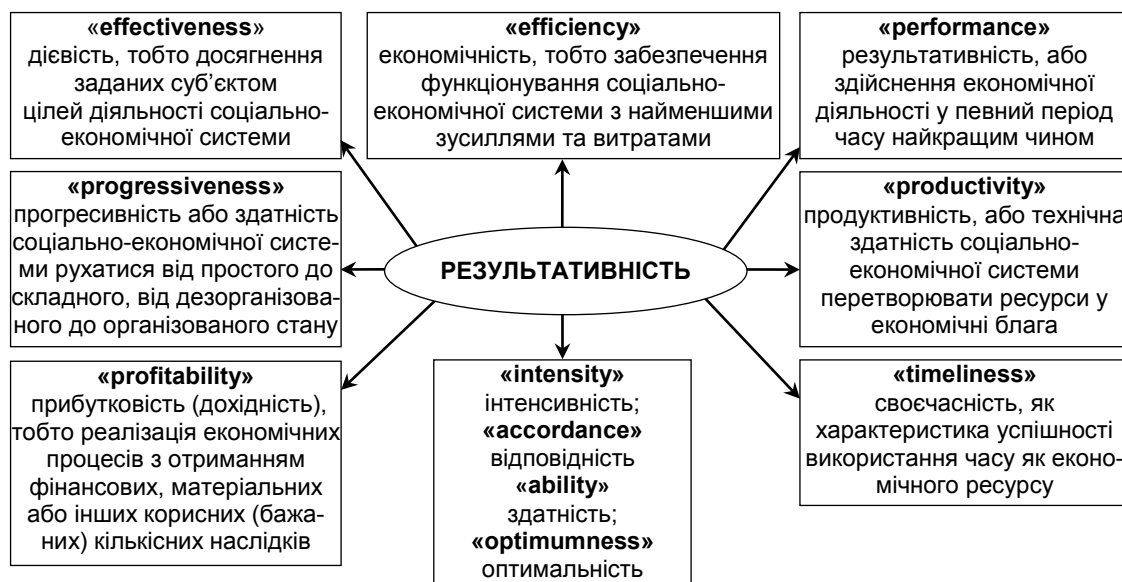 «effectiveness»
дієвість, тобто досягнення
заданих суб’єктом
цілей діяльності соціально-
економічної системи
«efficiency»
економічність, тобто забезпечення
функціонування соціально-
економічної системи з найменшими
зусиллями та витратами
«performance»
результативність, або
здійснення економічної
діяльності у певний період
часу найкращим чином
«progressiveness»
прогресивність або здатність
соціально-економічної систе-
ми рухатися від простого до
складного, від дезорганізова-
ного до організованого стану
РЕЗУЛЬТАТИВНІСТЬ
«productivity»
продуктивність, або технічна
здатність соціально-
економічної системи
перетворювати ресурси у
економічні блага
«profitability»
прибутковість (дохідність),
тобто реалізація економічних
процесів з отриманням
фінансових, матеріальних
або інших корисних (бажа-
них) кількісних наслідків
«intensity»
інтенсивність;
«accordance»
відповідність
«ability»
здатність;
«optimumness»
оптимальність
«timeliness»
своєчасність, як
характеристика успішності
використання часу як еконо-
мічного ресурсу